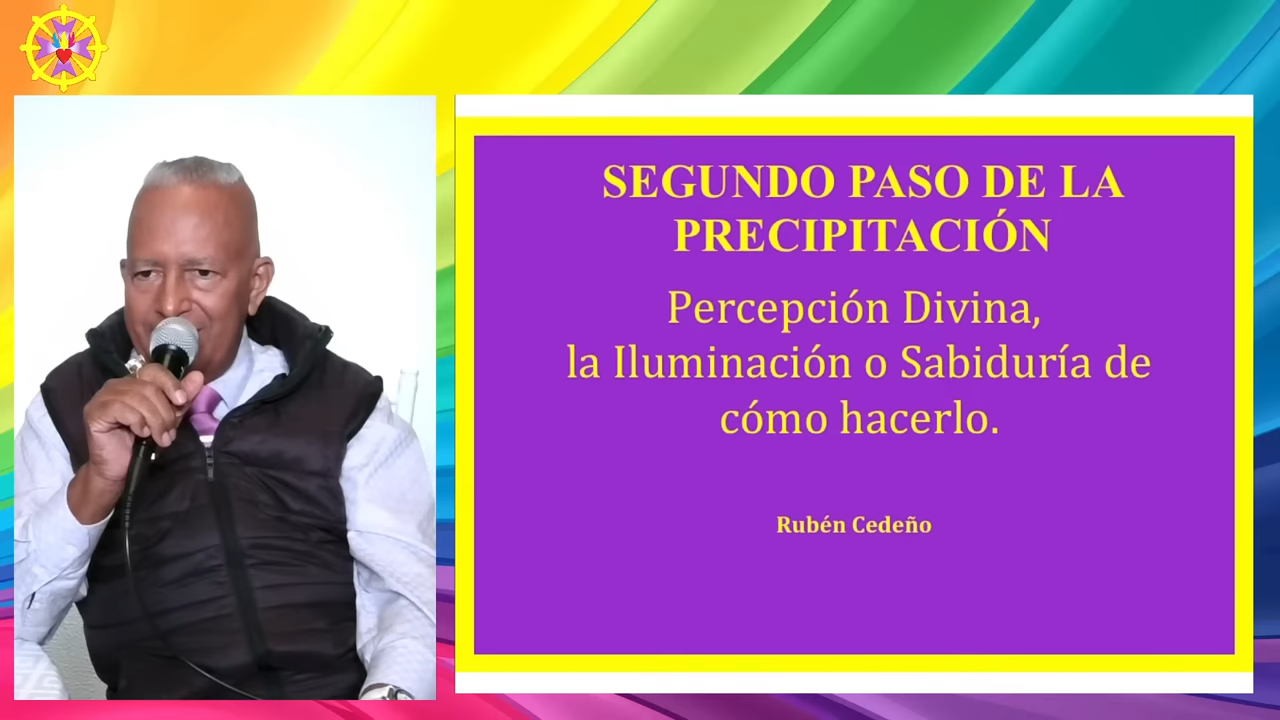 SEGUNDO PASO DE LA
PRECIPITACIÓN
Percepción Divina,
la Iluminación o Sabiduría de
cómo hacerlo.
Rubén Cedeño